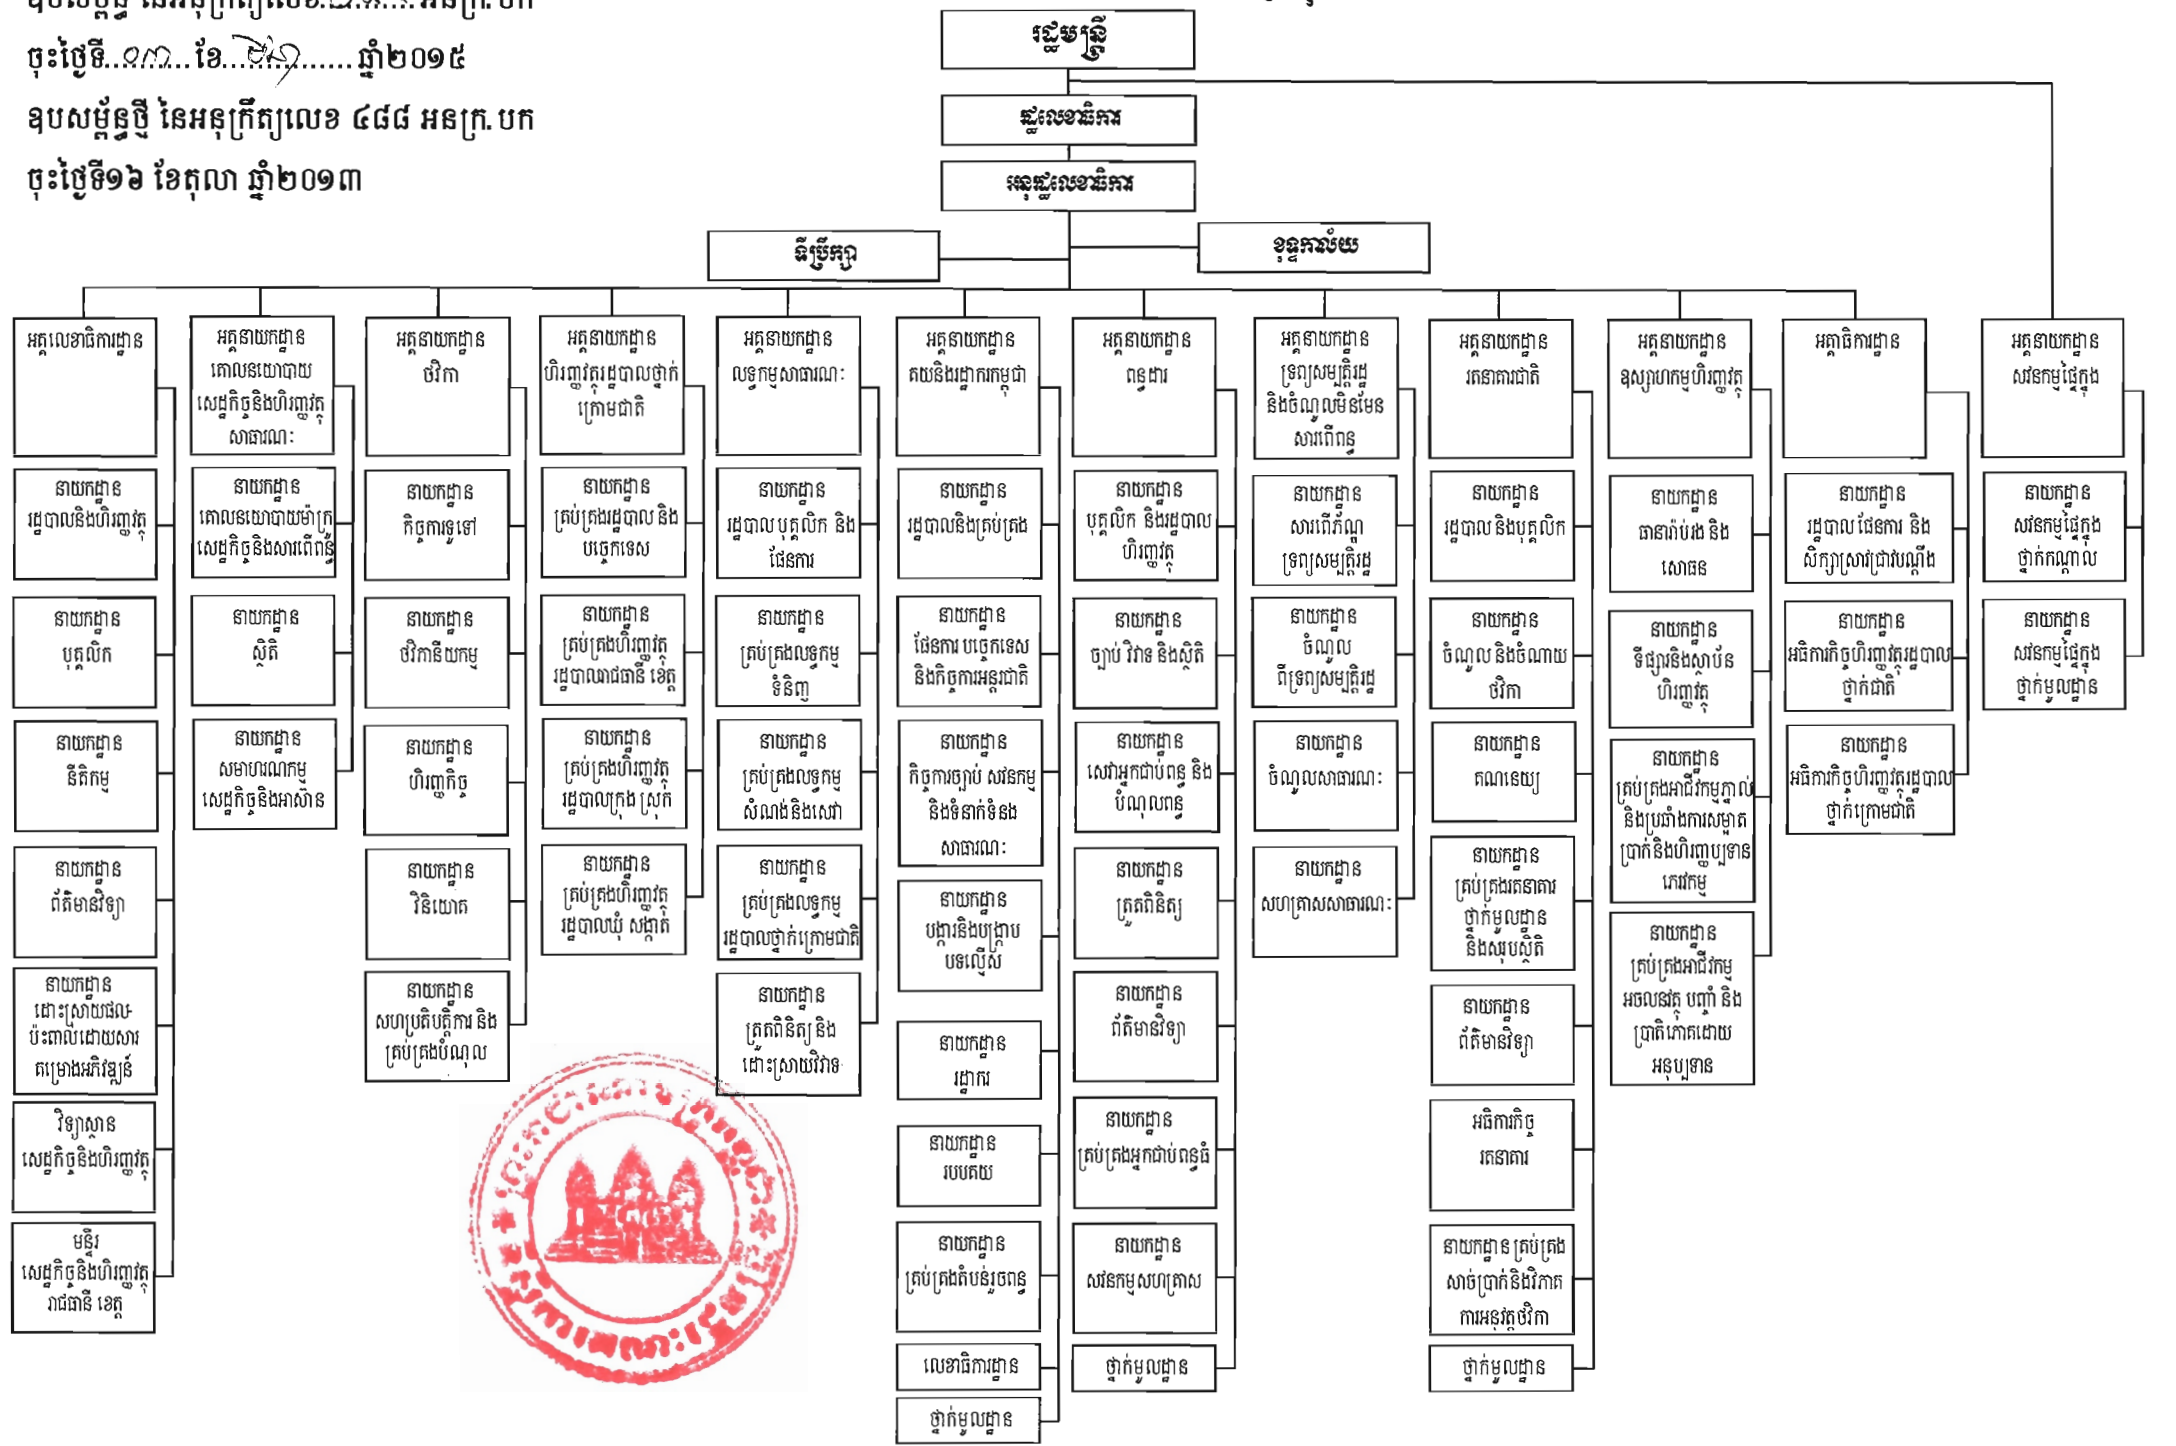 ចុះថ្ងៃទី.......... ខែ............... ឆ្នាំ២០១៥
ឧបសម្ព័ន្ធថ្មី នៃអនុក្រឹត្យលេខ ៤៨៨ អនក្រ.បក
ចុះថ្ងៃទី១៦ ខែតុលា ឆ្នាំ២០១៣
រដ្ឋមន្ត្រី
រដ្ឋលេខាធិការ
អនុរដ្ឋលេខាធិការ
ទីប្រឹក្សា
ខុទ្ទកាល័យ
អគ្គលេខាធិការដ្ឋាន
នាយកដ្ឋាន
រដ្ឋបាលនិងហិរញ្ញវត្ថុ
នាយកដ្ឋាន
បុគ្គលិក
នាយកដ្ឋាន
នីតិកម្ម
នាយកដ្ឋាន
ព័ត៌មានវិទ្យា
នាយកដ្ឋាន
ដោះស្រាយផល-
ប៉ះពាល់ដោយសារ
គម្រោងអភិវឌ្ឍន៍
វិទ្យាស្ថាន
សេដ្ឋកិច្ចនិងហិរញ្ញវត្ថុ
មន្ទីរ
សេដ្ឋកិច្ចនិងហិរញ្ញវត្ថុ
រាជធានី ខេត្ត
អគ្គនាយកដ្ឋាន
គោលនយោបាយ
សេដ្ឋកិច្ចនិងហិរញ្ញវត្ថុ
សាធារណៈ
នាយកដ្ឋាន
គោលនយោបាយម៉ាក្រូ
សេដ្ឋកិច្ចនិងសារពើពន្ធ
នាយកដ្ឋាន
ស្ថិតិ
នាយកដ្ឋាន
សមាហរណកម្ម
សេដ្ឋកិច្ចនិងអាស៊ាន
អគ្គនាយកដ្ឋាន
ថវិកា
នាយកដ្ឋាន
កិច្ចការទូទៅ
នាយកដ្ឋាន
ថវិកានីយកម្ម
នាយកដ្ឋាន
ហិរញ្ញកិច្ច
នាយកដ្ឋាន
វិនិយោគ
នាយកដ្ឋាន
សហប្រតិបត្តិការ និង
គ្រប់គ្រងបំណុល
អគ្គនាយកដ្ឋាន
ហិរញ្ញវត្ថុរដ្ឋបាលថ្នាក់
ក្រោមជាតិ
នាយកដ្ឋាន
គ្រប់គ្រងរដ្ឋបាល និង
បច្ចេកទេស
នាយកដ្ឋាន
គ្រប់គ្រងហិរញ្ញវត្ថុ
រដ្ឋបាលរាជធានី ខេត្ត
នាយកដ្ឋាន
គ្រប់គ្រងហិរញ្ញវត្ថុ
រដ្ឋបាលក្រុង ស្រុក
នាយកដ្ឋាន
គ្រប់គ្រងហិរញ្ញវត្ថុ
រដ្ឋបាលឃុំ សង្កាត់
អគ្គនាយកដ្ឋាន
លទ្ធកម្មសាធារណៈ
នាយកដ្ឋាន
រដ្ឋបាល បុគ្គលិក និង
ផែនការ
នាយកដ្ឋាន
គ្រប់គ្រងលទ្ធកម្ម
ទំនិញ
នាយកដ្ឋាន
គ្រប់គ្រងលទ្ធកម្ម
សំណង់និងសេវា
នាយកដ្ឋាន
គ្រប់គ្រងលទ្ធកម្ម
រដ្ឋបាលថ្នាក់ក្រោមជាតិ
នាយកដ្ឋាន
ត្រួតពិនិត្យ និង
ដោះស្រាយវិវាទ
អគ្គនាយកដ្ឋាន
គយនិងរដ្ឋាករកម្ពុជា
នាយកដ្ឋាន
រដ្ឋបាលនិងគ្រប់គ្រង
នាយកដ្ឋាន
ផែនការ បច្ចេកទេស
និងកិច្ចការអន្តរជាតិ
នាយកដ្ឋាន
កិច្ចការច្បាប់ សវនកម្ម
និងទំនាក់ទំនង
សាធារណៈ
នាយកដ្ឋាន
បង្ការនិងបង្ក្រាប
បទល្មើស
នាយកដ្ឋាន
រដ្ឋាករ
នាយកដ្ឋាន
របបគយ
នាយកដ្ឋាន
គ្រប់គ្រងតំបន់រួចពន្ធ
លេខាធិការដ្ឋាន
ថ្នាក់មូលដ្ឋាន
អគ្គនាយកដ្ឋាន
ពន្ធដារ
នាយកដ្ឋាន
បុគ្គលិក និងរដ្ឋបាល
ហិរញ្ញវត្ថុ
នាយកដ្ឋាន
ច្បាប់ វិវាទ និងស្ថិតិ
នាយកដ្ឋាន
សេវាអ្នកជាប់ពន្ធ និង
បំណុលពន្ធ
នាយកដ្ឋាន
ត្រួតពិនិត្យ
នាយកដ្ឋាន
ព័ត៌មានវិទ្យា
នាយកដ្ឋាន
គ្រប់គ្រងអ្នកជាប់ពន្ធធំ
នាយកដ្ឋាន
សវនកម្មសហគ្រាស
ថ្នាក់មូលដ្ឋាន
អគ្គនាយកដ្ឋាន
ទ្រព្យសម្បត្តិរដ្ឋ
និងចំណូលមិនមែន
សារពើពន្ធ
នាយកដ្ឋាន
សារពើភ័ណ្ឌ
ទ្រព្យសម្បត្តិរដ្ឋ
នាយកដ្ឋាន
ចំណូល
ពីទ្រព្យសម្បត្តិរដ្ឋ
នាយកដ្ឋាន
ចំណូលសាធារណៈ
នាយកដ្ឋាន
សហគ្រាសសាធារណៈ
អគ្គនាយកដ្ឋាន
រតនាគារជាតិ
នាយកដ្ឋាន
រដ្ឋបាល និងបុគ្គលិក
នាយកដ្ឋាន
ចំណូល និងចំណាយ
ថវិកា
នាយកដ្ឋាន
គណនេយ្យ
នាយកដ្ឋាន
គ្រប់គ្រងរតនាគារ
ថ្នាក់មូលដ្ឋាន
និងសរុបស្ថិតិ
នាយកដ្ឋាន
ព័ត៌មានវិទ្យា
អធិការកិច្ច
រតនាគារ
នាយកដ្ឋាន គ្រប់គ្រង
សាច់ប្រាក់និងវិភាគ
ការអនុវត្តថវិកា
ថ្នាក់មូលដ្ឋាន
អគ្គនាយកដ្ឋាន
ឧស្សាហកម្មហិរញ្ញវត្ថុ
នាយកដ្ឋាន
ធានារ៉ាប់រង និង
សោធន
នាយកដ្ឋាន
ទីផ្សារនិងស្ថាប័ន
ហិរញ្ញវត្ថុ
នាយកដ្ឋាន
គ្រប់គ្រងអាជីវកម្មភ្នាល់
និងប្រឆាំងការសម្អាត
ប្រាក់និងហិរញ្ញប្បទាន
ភេរវកម្ម
នាយកដ្ឋាន
គ្រប់គ្រងអាជីវកម្ម
អចលនវត្ថុ បញ្ចាំ និង
ប្រាតិភោគដោយ
អនុប្បទាន
អគ្គាធិការដ្ឋាន
នាយកដ្ឋាន
រដ្ឋបាល ផែនការ និង
សិក្សាស្រាវជ្រាវបណ្តឹង
នាយកដ្ឋាន
អធិការកិច្ចហិរញ្ញវត្ថុរដ្ឋបាល
ថ្នាក់ជាតិ
នាយកដ្ឋាន
អធិការកិច្ចហិរញ្ញវត្ថុរដ្ឋបាល
ថ្នាក់ក្រោមជាតិ
អគ្គនាយកដ្ឋាន
សវនកម្មផ្ទៃក្នុង
នាយកដ្ឋាន
សវនកម្មផ្ទៃក្នុង
ថ្នាក់កណ្តាល
នាយកដ្ឋាន
សវនកម្មផ្ទៃក្នុង
ថ្នាក់មូលដ្ឋាន